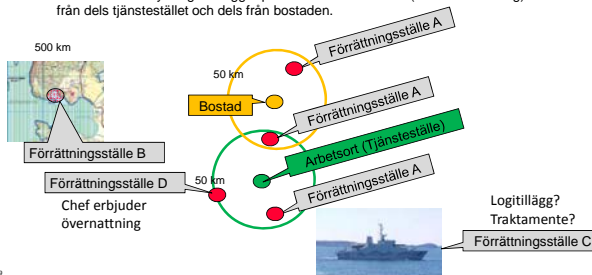 från dels tjänstestället och dels från bostaden.
500 km
50 km
Förrättningsställe A
Bostad
Förrättningsställe A
Förrättningsställe B
Arbetsort (Tjänsteställe)
Förrättningsställe D
50 km
Förrättningsställe A
Chef erbjuder
övernattning
Logitillägg?
Traktamente?
Förrättningsställe C